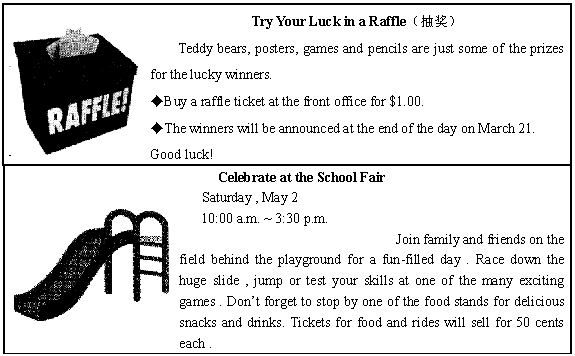 Try Your Luck in a Raffle（抽奖）
Teddy bears, posters, games and pencils are just some of the prizes
for the lucky winners.
◆Buy a raffle ticket at the front office for $1.00.
◆The winners will be announced at the end of the day on March 21.
Good luck!
RAFFLE!
Celebrate at the School Fair
Saturday , May 2
10:00 a.m. ~ 3:30 p.m.
Join family and friends on the
field behind the playground for a fun-filled day . Race down the
huge slide , jump or test your skills at one of the many exciting
games . Don't forget to stop by one of the food stands for delicious
snacks and drinks. Tickets for food and rides will sell for 50 cents
each .